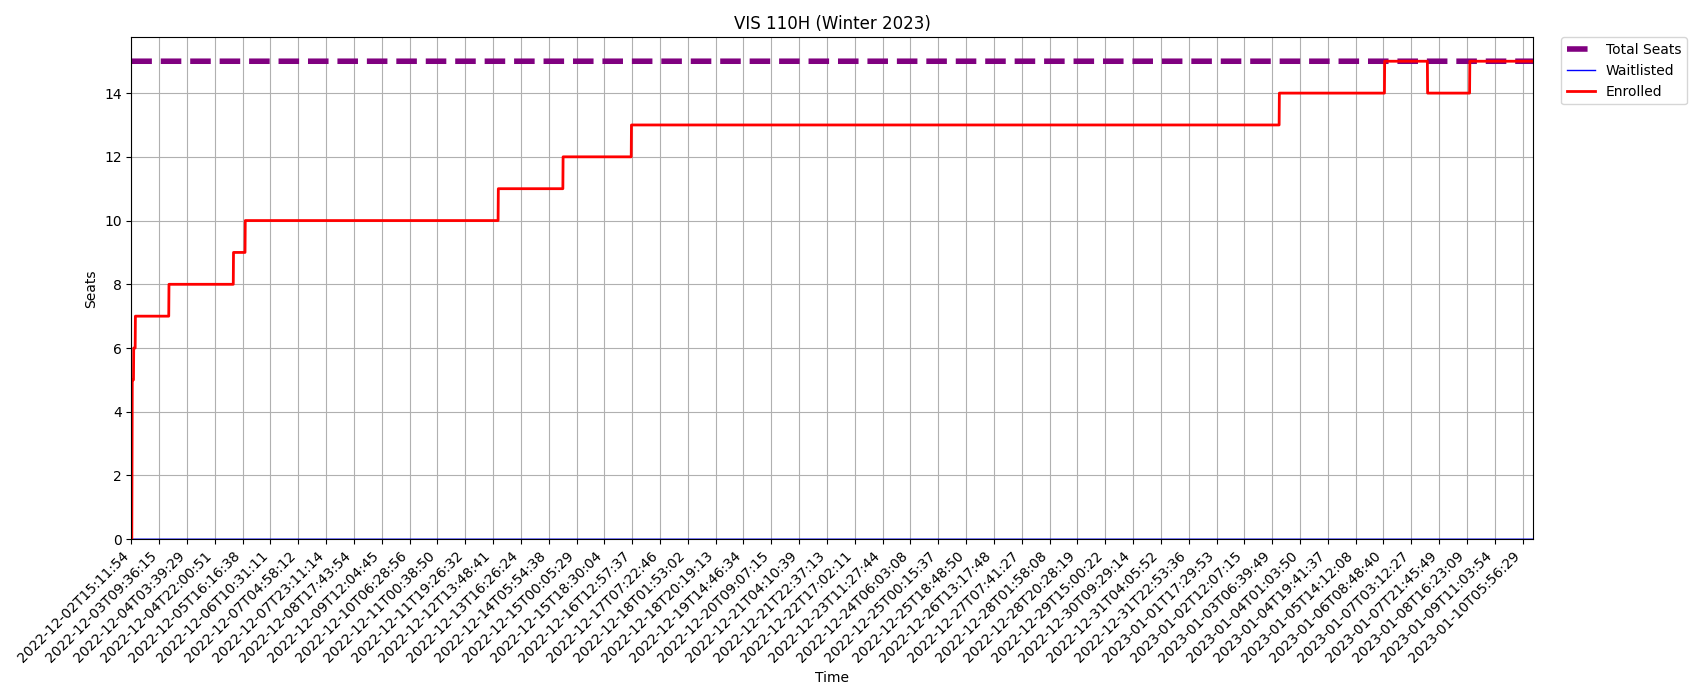 VIS 110H (Winter 2023)
Total Seats
Waitlisted
Enrolled
Seats
14
12
10
8
6
4
2
0
2022-12-02T15:11:54
2022-12-03T09:36:15
2022-12-04T03:39:29
2022-12-04T22:00:51
2022-12-05T16:16:38
2022-12-06T10:31:11
2022-12-07T04:58:12
2022-12-07T23:11:14
2022-12-08T17:43:54
2022-12-09T12:04:45
2022-12-10T06:28:56
2022-12-11T00:38:50
2022-12-11T19:26:32
2022-12-12T13:48:41
2022-12-13T16:26:24
2022-12-14T05:54:38
2022-12-15T00:05:29
2022-12-15T18:30:04
2022-12-16T12:57:37
2022-12-17T07:22:46
2022-12-18T01:53:02
2022-12-18T20:19:13
2022-12-19T14:46:34
2022-12-20T09:07:15
2022-12-21T04:10:39
2022-12-21T22:37:13
2022-12-22T17:02:11
2022-12-23T11:27:44
2022-12-24T06:03:08
2022-12-25T00:15:37
2022-12-25T18:48:50
2022-12-26T13:17:48
2022-12-27T07:41:27
2022-12-28T01:58:08
2022-12-28T20:28:19
2022-12-29T15:00:22
2022-12-30T09:29:14
2022-12-31T04:05:52
2022-12-31T22:53:36
2023-01-01T17:29:53
2023-01-02T12:07:15
2023-01-03T06:39:49
2023-01-04T01:03:50
2023-01-04T19:41:37
2023-01-05T14:12:08
2023-01-06T08:48:40
2023-01-07T03:12:27
2023-01-07T21:45:49
2023-01-08T16:23:09
2023-01-09T11:03:54
2023-01-10T05:56:29
Time